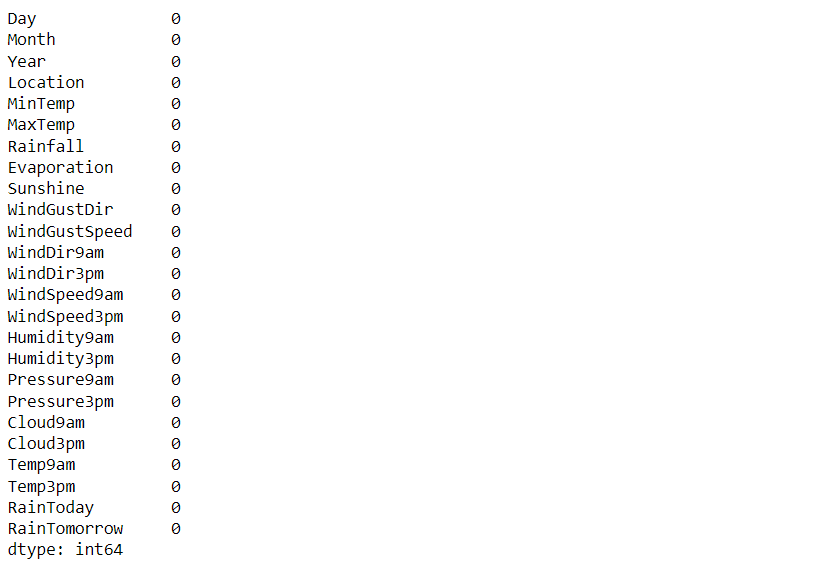 Day 0
Month 0
Year 0
Location 0
MinTemp 0
MaxTemp 0
Rainfall 0
Evaporation 0
Sunshine 0
WindGustDir 0
WindGustSpeed 0
WindDir9am 0
WindDir3pm 0
WindSpeed9am 0
WindSpeed3pm 0
Humidity9am 0
Humidity3pm 0
Pressure9am 0
Pressure3pm 0
Cloud9am 0
Cloud3pm 0
Temp9am 0
Temp3pm 0
RainToday 0
RainTomorrow 0
dtype: int64